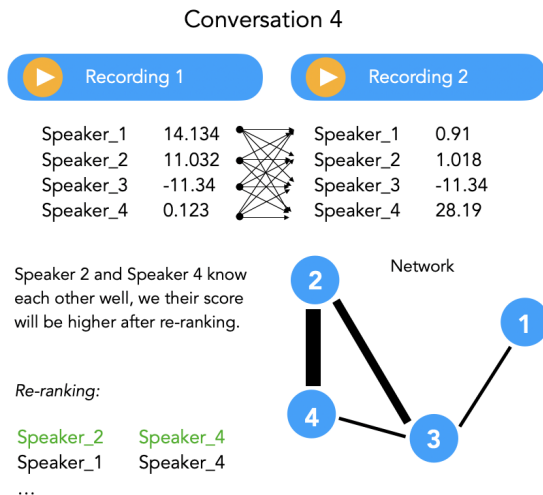 Conversation 4
Recording 1
Recording 2
Speaker_1 14.134
Speaker_2 11.032
Speaker_3 -11.34
Speaker_4 0.123
Speaker_1 0.91
Speaker_2 1.018
Speaker_3 -11.34
Speaker_4 28.19
Speaker 2 and Speaker 4 know
each other well, we their score
will be higher after re-ranking.
Network
2
1
4
3
Re-ranking:
Speaker_2 Speaker_4
Speaker_1 Speaker_4
...